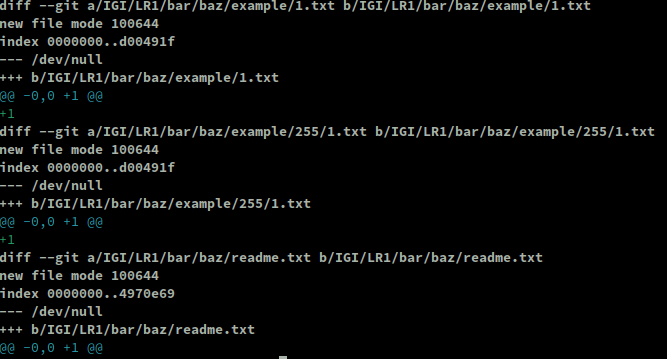 diff --git a/IGI/LR1/bar/baz/example/1.txt b/IGI/LR1/bar/baz/example/1.txt
new file mode 100644
index 0000000..d00491f
--- /dev/null
+++ b/IGI/LR1/bar/baz/example/1.txt
@@ -0,0 +1 @@
+1
diff --git a/IGI/LR1/bar/baz/example/255/1.txt b/IGI/LR1/bar/baz/example/255/1.txt
new file mode 100644
index 0000000..d00491f
--- /dev/null
+++ b/IGI/LR1/bar/baz/example/255/1.txt
@@ -0,0 +1 @@
+1
diff --git a/IGI/LR1/bar/baz/readme.txt b/IGI/LR1/bar/baz/readme.txt
new file mode 100644
index 0000000..4970e69
--- /dev/null
+++ b/IGI/LR1/bar/baz/readme.txt
@@ -0,0 +1 @@